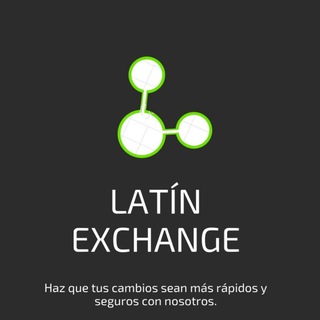 LATÍN
EXCHANGE
Haz que tus cambios sean más rápidos y
seguros con nosotros.